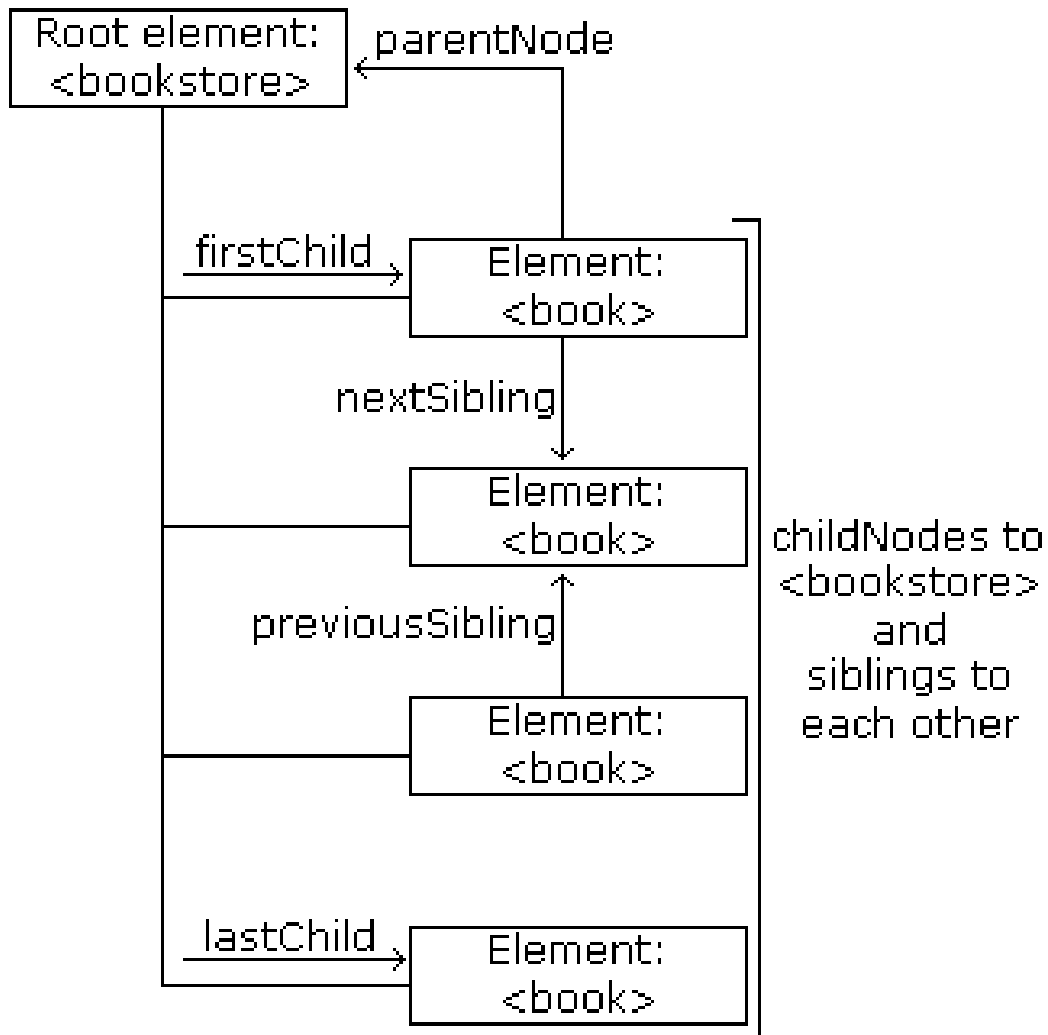 Root element:
<bookstore>
parentNode
firstChild
Element:
<book>
nextSibling
Element:
<book>
previousSibling
Element:
<book>
lastChild
Element:
<book>
childNodes to
<bookstore>
and
siblings to
each other